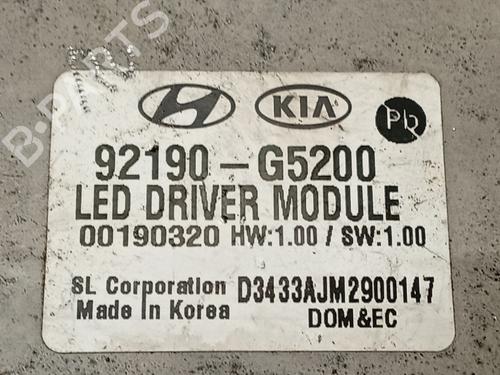 B-PARTS
KIA
Pb
92190-G5200
LED DRIVER MODULE
00190320 HW:1.00 / SW:1.00
SL Corporation D3433AJM2900147
Made In Korea DOM&EC